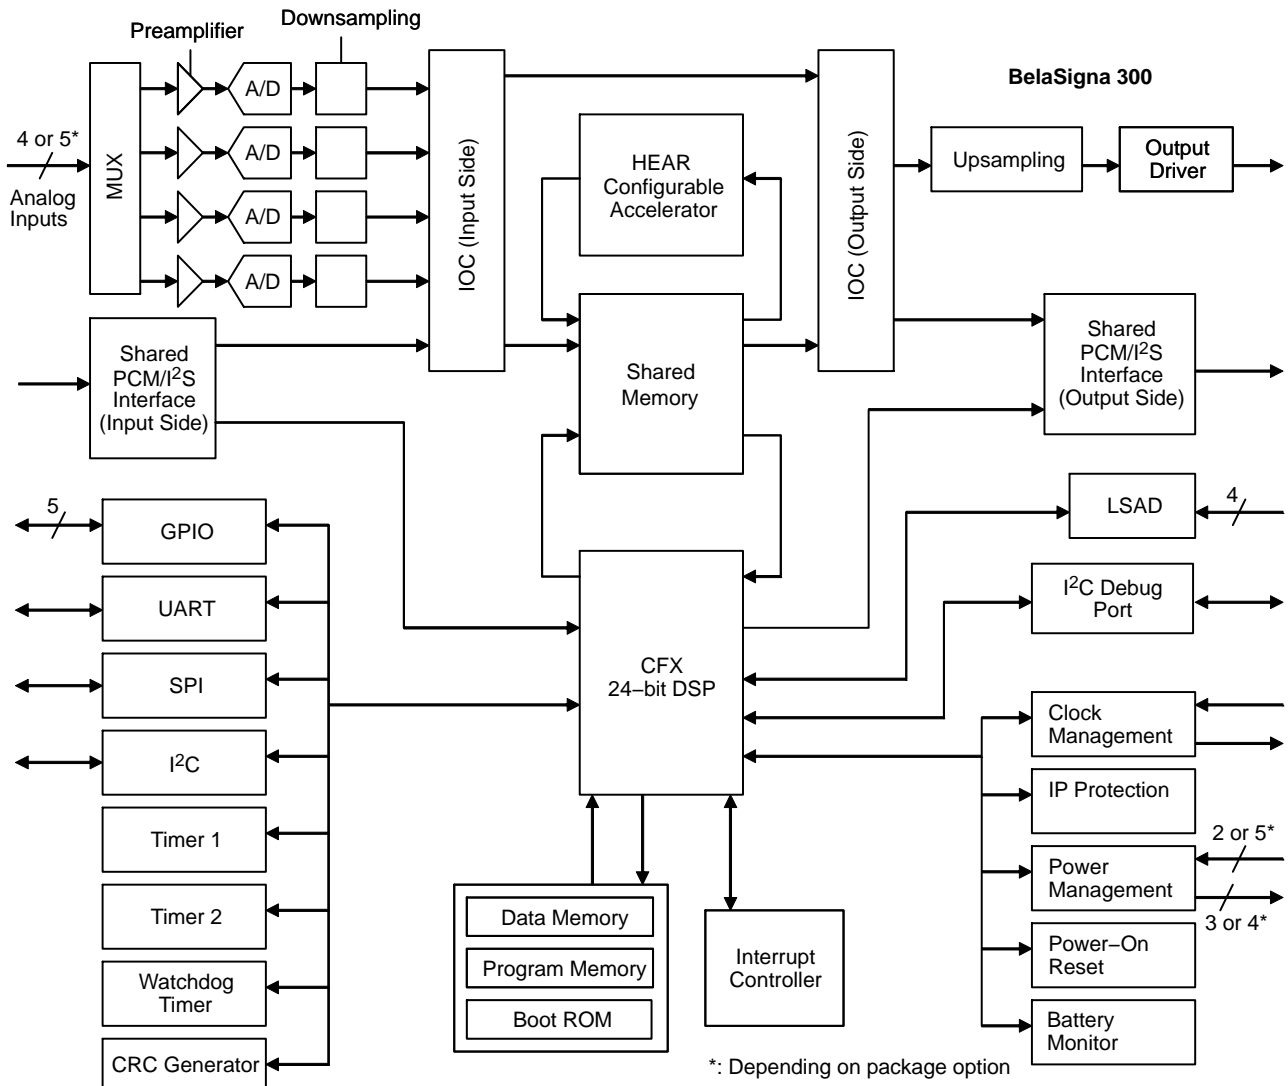 Downsampling
Preamplifier
BelaSigna 300
4 or 5*
Analog
Inputs
MUX
A/D
A/D
A/D
A/D
IOC (Input Side)
HEAR
Configurable
Accelerator
IOC (Output Side)
Upsampling
Output
Driver
Shared
PCM/I²S
Interface
(Input Side)
Shared
Memory
Shared
PCM/I²S
Interface
(Output Side)
5
GPIO
UART
SPI
I²C
Timer 1
Timer 2
Watchdog
Timer
CRC Generator
CFX
24–bit DSP
Data Memory
Program Memory
Boot ROM
Interrupt
Controller
LSAD
4
I²C Debug
Port
Clock
Management
IP Protection
Power
Management
2 or 5*
3 or 4*
Power–On
Reset
Battery
Monitor
*: Depending on package option